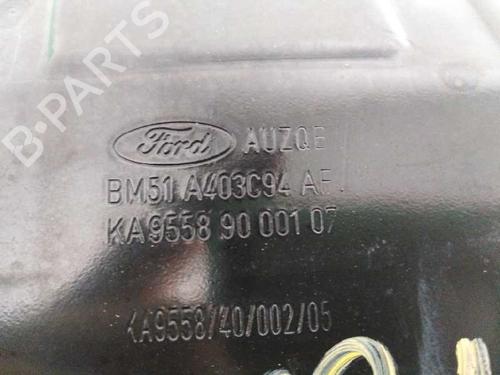 B-PARTS
Ford AUZQE
BM51 A403C94 AF
KA9558 90 001 07
KA9558/40/002/05